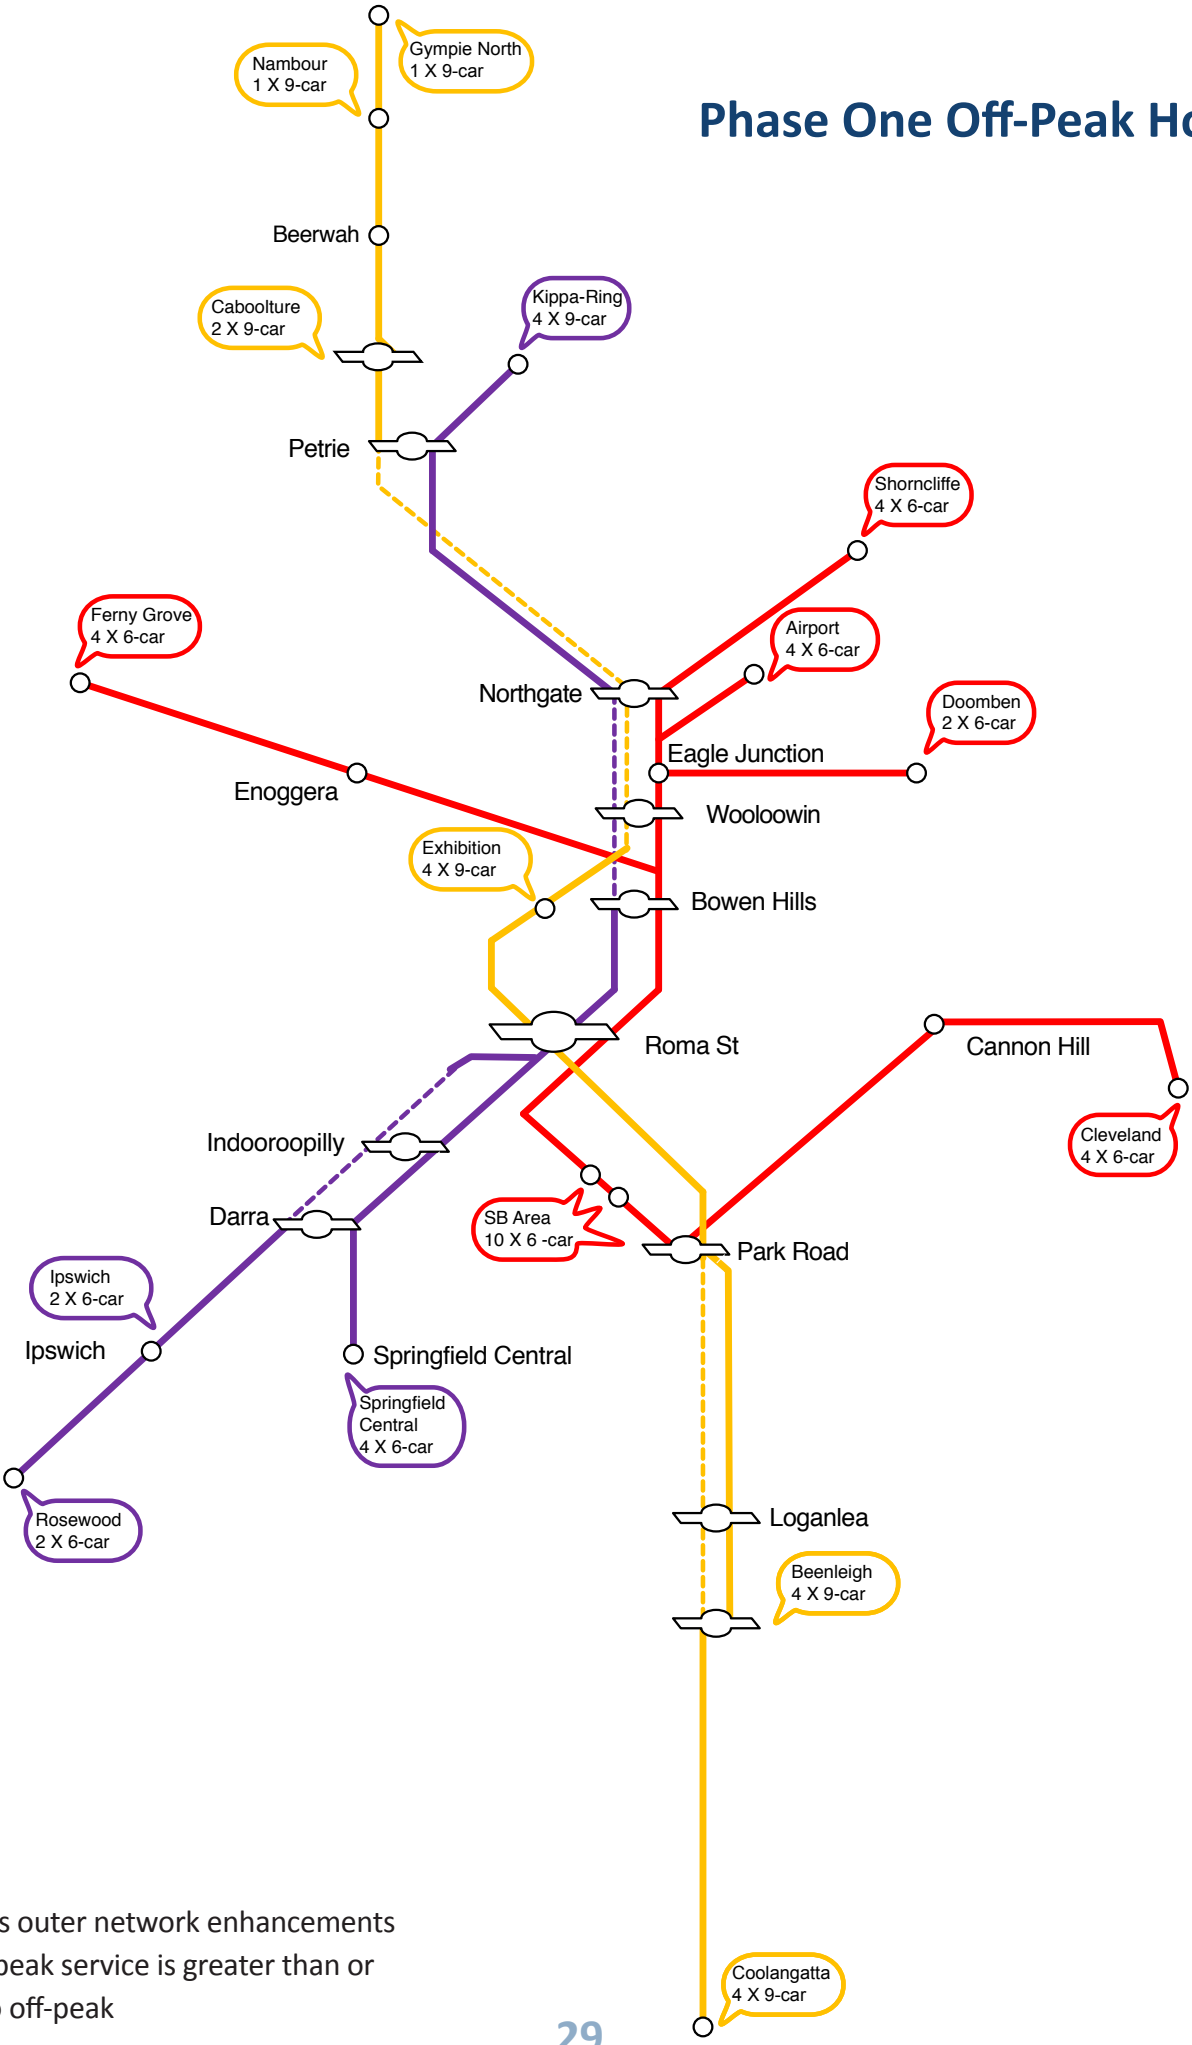 Gympie North
1 X 9-car
Nambour
1 X 9-car
Phase One Off-Peak
Beerwah
Caboolture
2 X 9-car
Kippa-Ring
4 X 9-car
Petrie
Shorncliffe
4 X 6-car
Ferny Grove
4 X 6-car
Airport
4 X 6-car
Northgate
Doomben
2 X 6-car
Eagle Junction
Enoggera
Wooloowin
Exhibition
4 X 9-car
Bowen Hills
Roma St
Cannon Hill
Indooroopilly
Cleveland
4 X 6-car
Darra
SB Area
10 X 6 -car
Park Road
Ipswich
2 X 6-car
Ipswich
Springfield Central
Springfield
Central
4 X 6-car
Rosewood
2 X 6-car
Loganlea
Beenleigh
4 X 9-car
outer network enhancements
peak service is greater than or
off-peak
Coolangatta
4 X 9-car
29